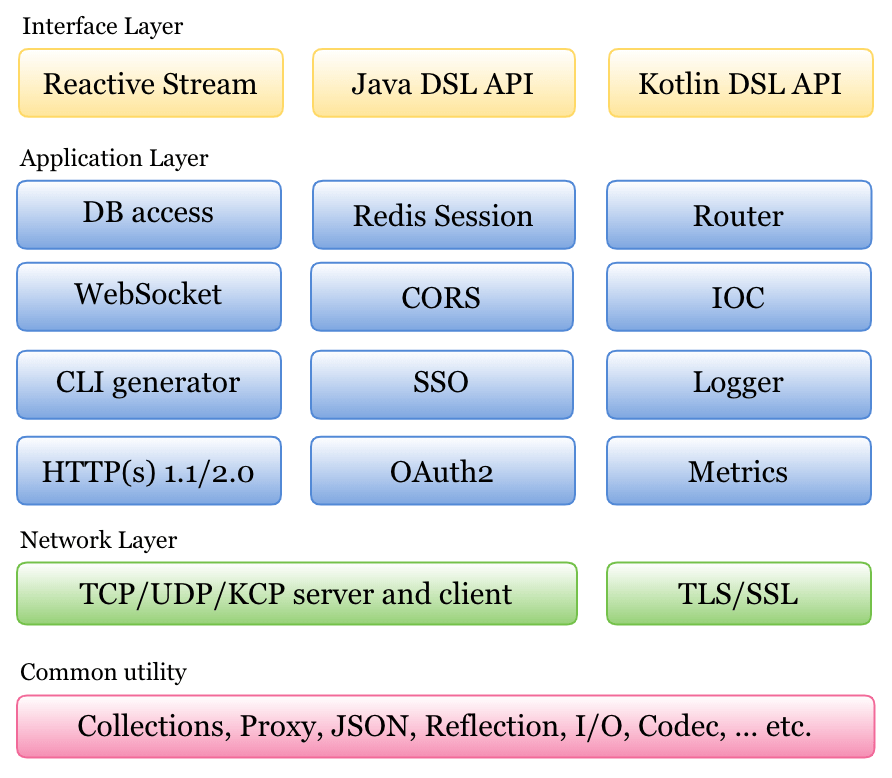 Interface Layer
Reactive Stream
Java DSL API
Kotlin DSL API
Application Layer
DB access
Redis Session
Router
WebSocket
CORS
IOC
CLI generator
SSO
Logger
HTTP(s) 1.1/2.0
OAuth2
Metrics
Network Layer
TCP/UDP/KCP server and client
TLS/SSL
Common utility
Collections, Proxy, JSON, Reflection, I/O, Codec, ... etc.